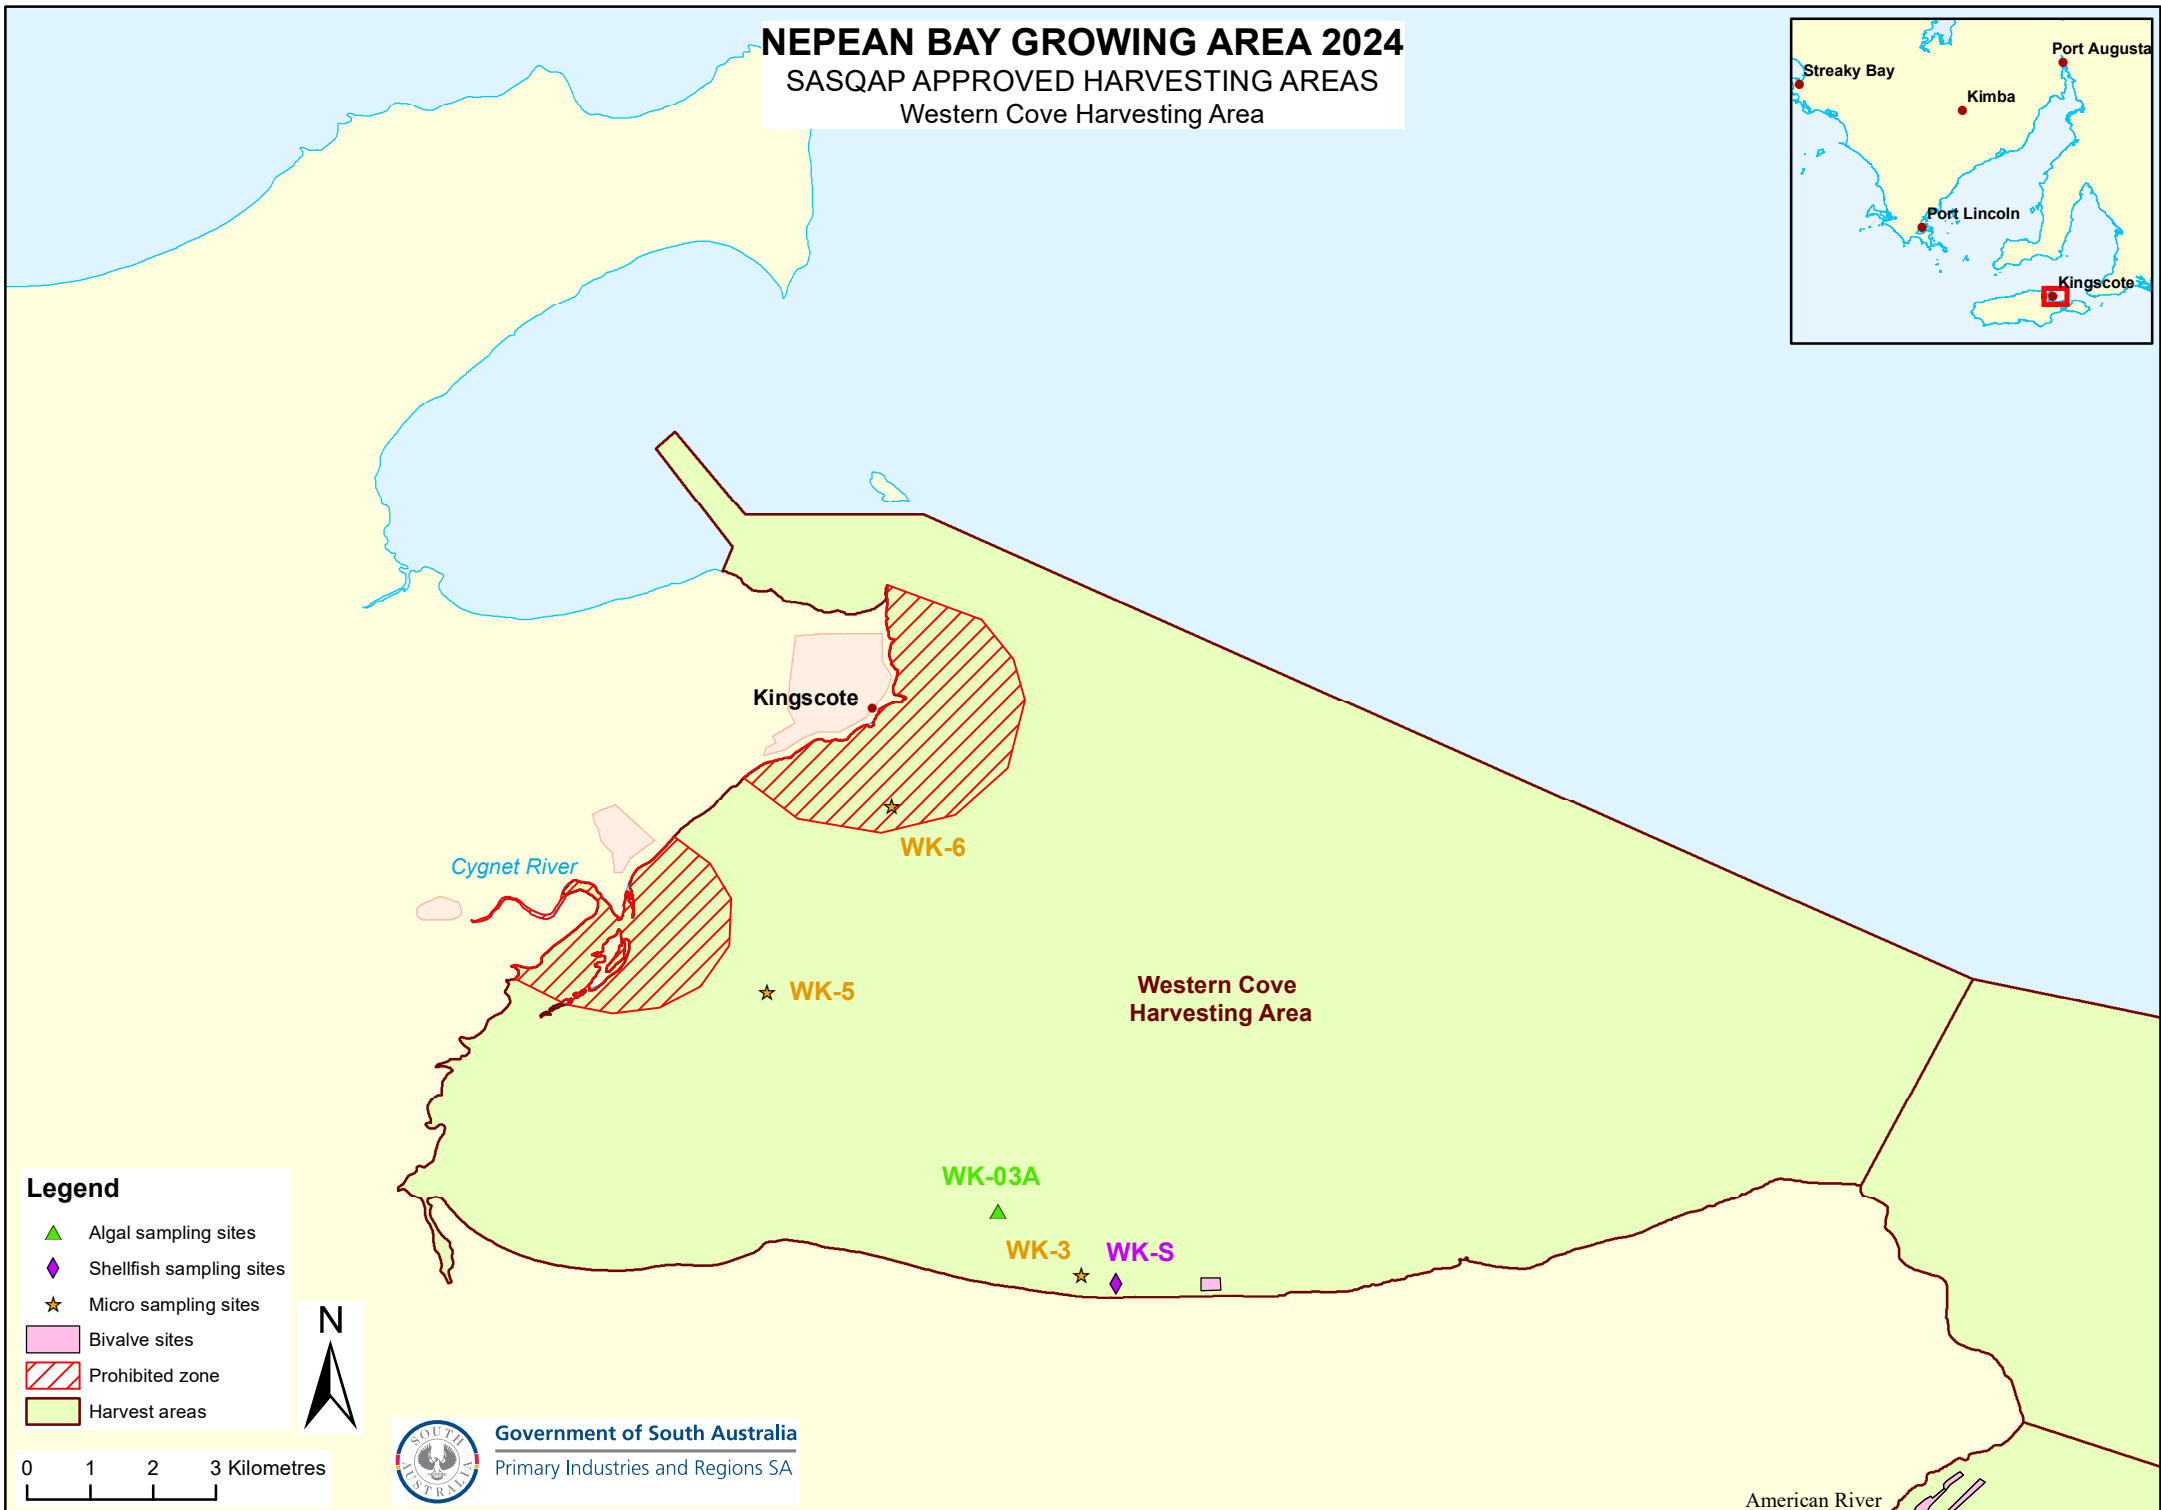 NEPEAN BAY GROWING AREA 2024
SASQAP APPROVED HARVESTING AREAS
Western Cove Harvesting Area
Port Augusta
Streaky Bay
Kimba
Port Lincoln
Kingscote
Kingscote
WK-6
Cygnet River
WK-5
Western Cove
Harvesting Area
WK-03A
WK-3
WK-S
Legend
Algal sampling sites
Shellfish sampling sites
Micro sampling sites
Bivalve sites
Prohibited zone
Harvest areas
N
0 1 2 3 Kilometres
SOUTH
AUSTRALIA
Government of South Australia
Primary Industries and Regions SA
American River